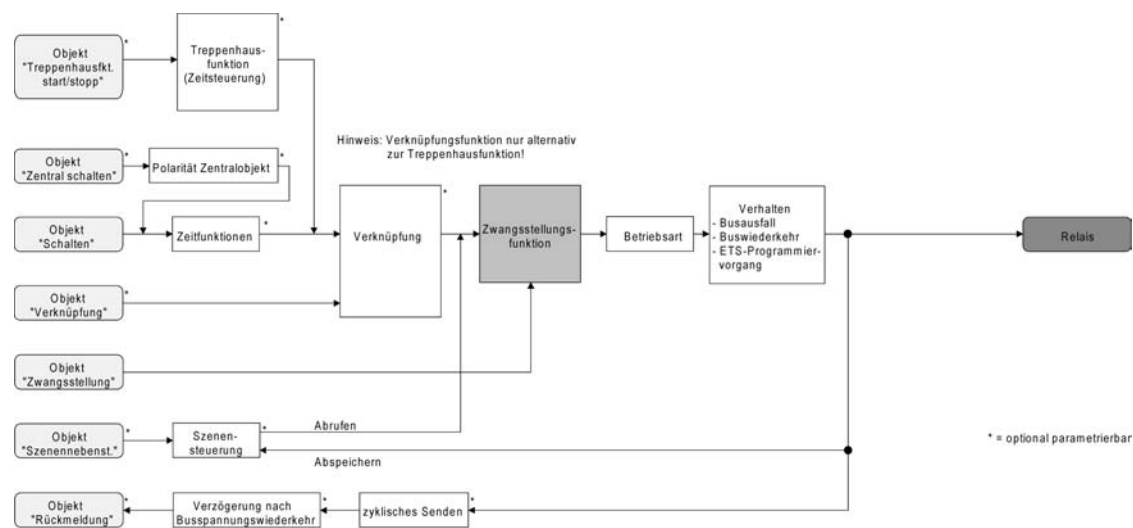 Objekt
"Treppenhausfkt.
start/stopp"
*
Treppenhaus-
funktion
(Zeitsteuerung)
*
Hinweis: Verknüpfungsfunktion nur alternativ
zur Treppenhausfunktion!
Objekt
"Zentral schalten"
*
Polarität Zentralobjekt
*
Objekt
"Schalten"
*
Zeitfunktionen
*
Verknüpfung
*
Zwangsstellungs-
funktion
Betriebsart
Verhalten
- Busausfall
- Buswiederkehr
- ETS-Programmier-
vorgang
Relais
Objekt
"Verknüpfung"
*
Objekt
"Zwangsstellung"
Objekt
"Szenennebenst."
*
Szenen-
steuerung
*
Abrufen
Abspeichern
* = optional parametrierbar
Objekt
"Rückmeldung"
*
Verzögerung nach
Busspannungswiederkehr
*
zyklisches Senden
*